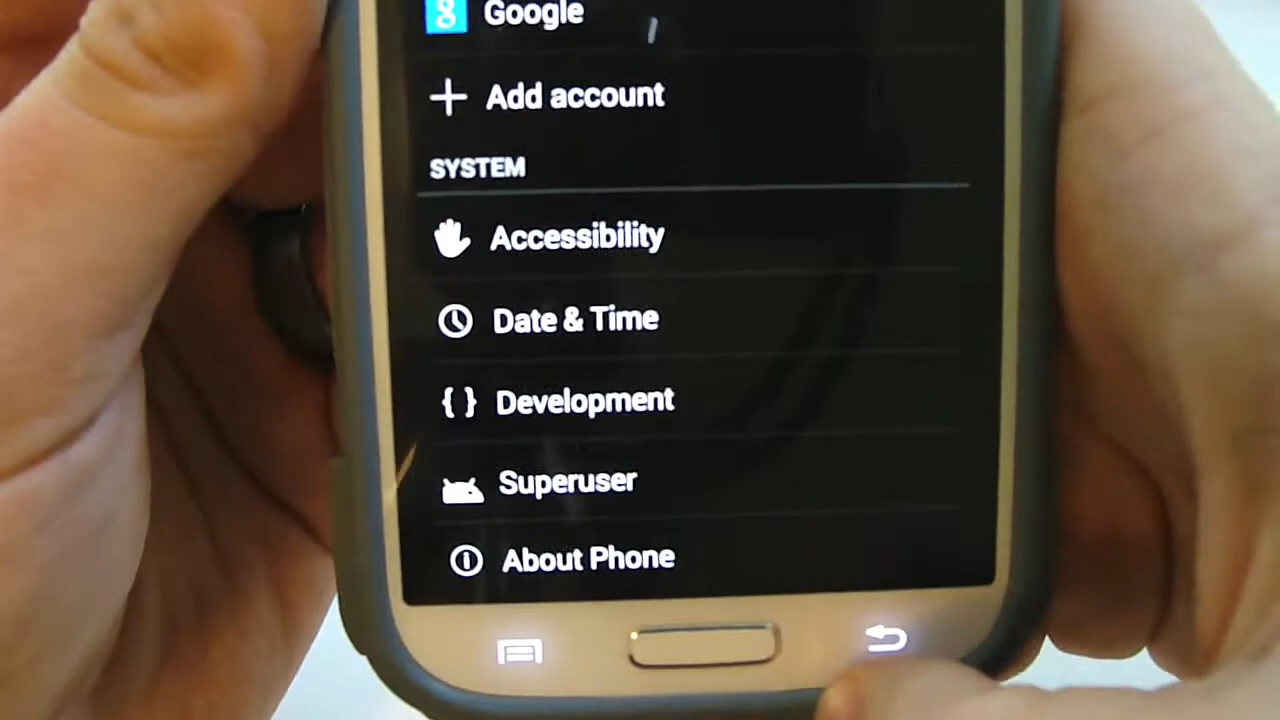 Google
Add account
SYSTEM
Accessibility
Date & Time
Development
Superuser
About Phone